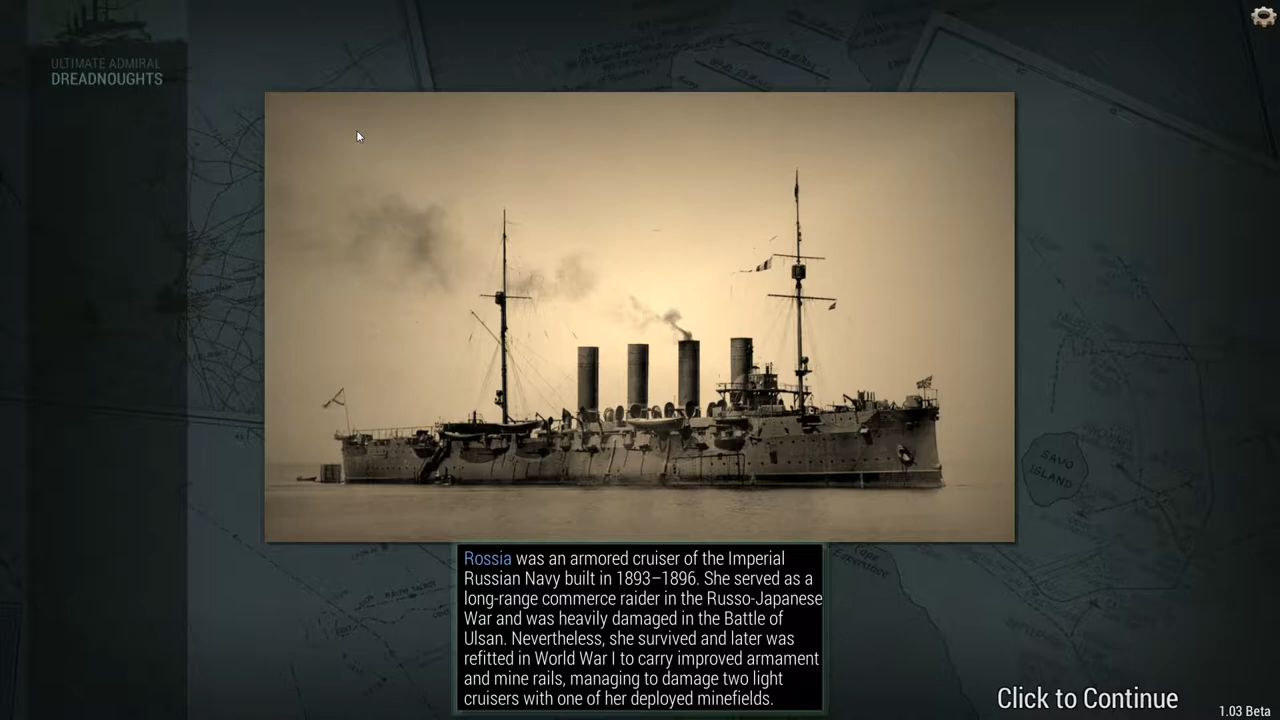 ULTIMATE ADMIRAL
DREADNOUGHTS
SAVO
ISLAND
Cape
Esperance
Rossia was an armored cruiser of the Imperial
Russian Navy built in 1893–1896. She served as a
long-range commerce raider in the Russo-Japanese
War and was heavily damaged in the Battle of
Ulsan. Nevertheless, she survived and later was
refitted in World War I to carry improved armament
and mine rails, managing to damage two light
cruisers with one of her deployed minefields.
Click to Continue
1.03 Beta